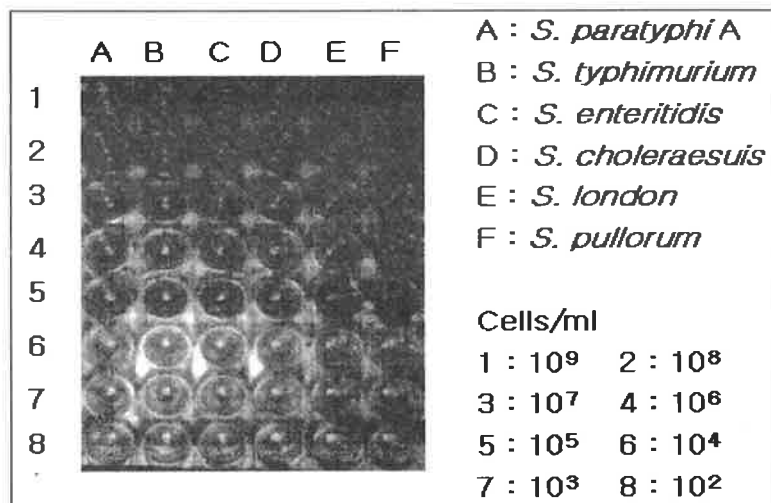 A B C D E F
1
2
3
4
5
6
7
8
A : S. paratyphi A
B : S. typhimurium
C : S. enteritidis
D : S. choleraesuis
E : S. london
F : S. pullorum
Cells/ml
1 : 10⁹ 2 : 10⁸
3 : 10⁷ 4 : 10⁶
5 : 10⁵ 6 : 10⁴
7 : 10³ 8 : 10²